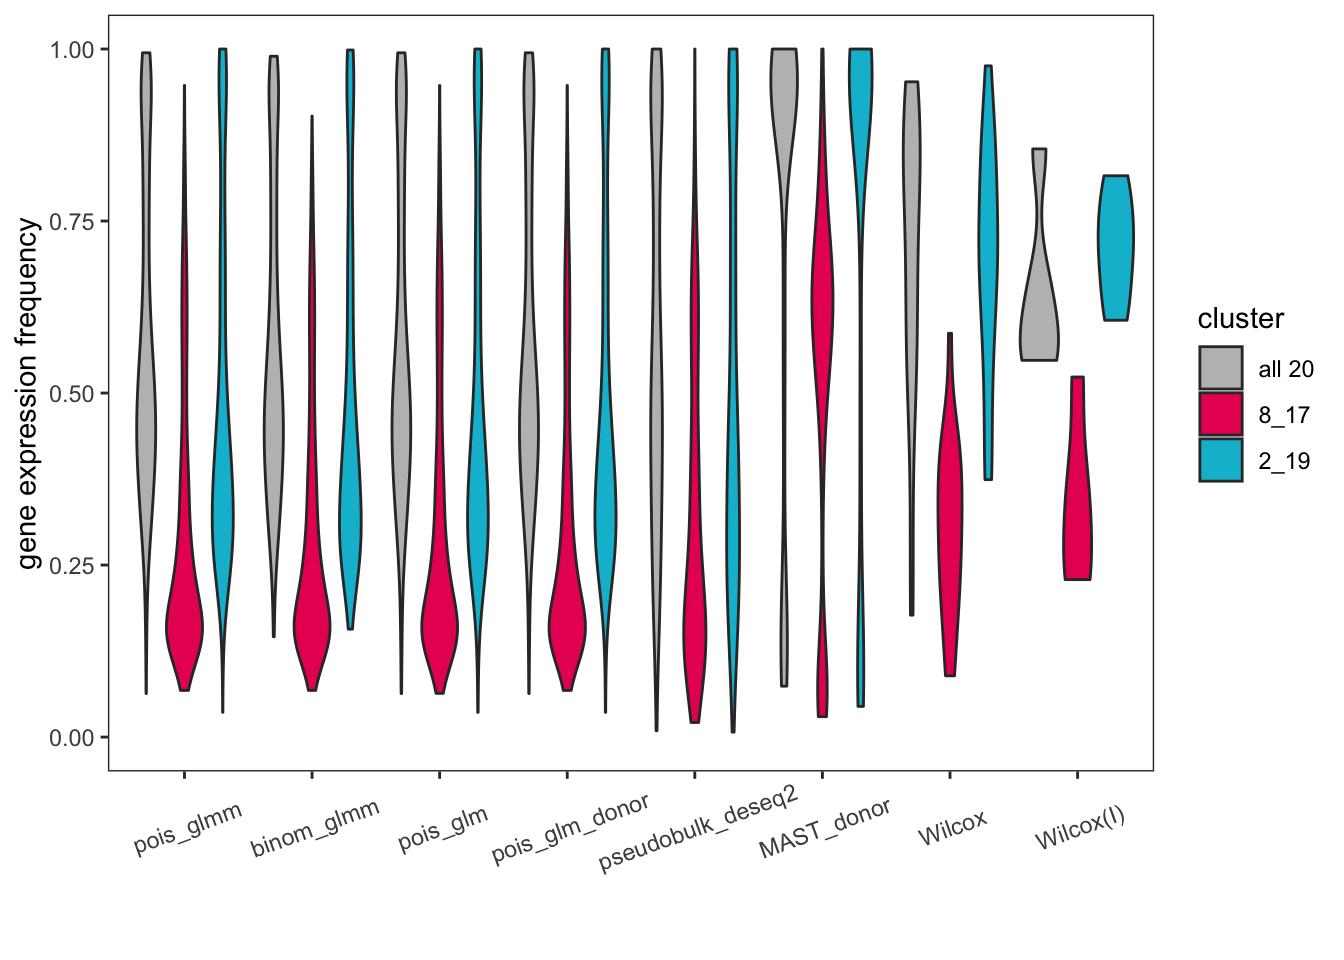 gene expression frequency
1.00
0.75
0.50
0.25
0.00
pois_glmm
binom_glmm
pois_glm
pois_glm_donor
pseudobulk_deseq2
MAST_donor
Wilcox
Wilcox(l)
cluster
all 20
8_17
2_19